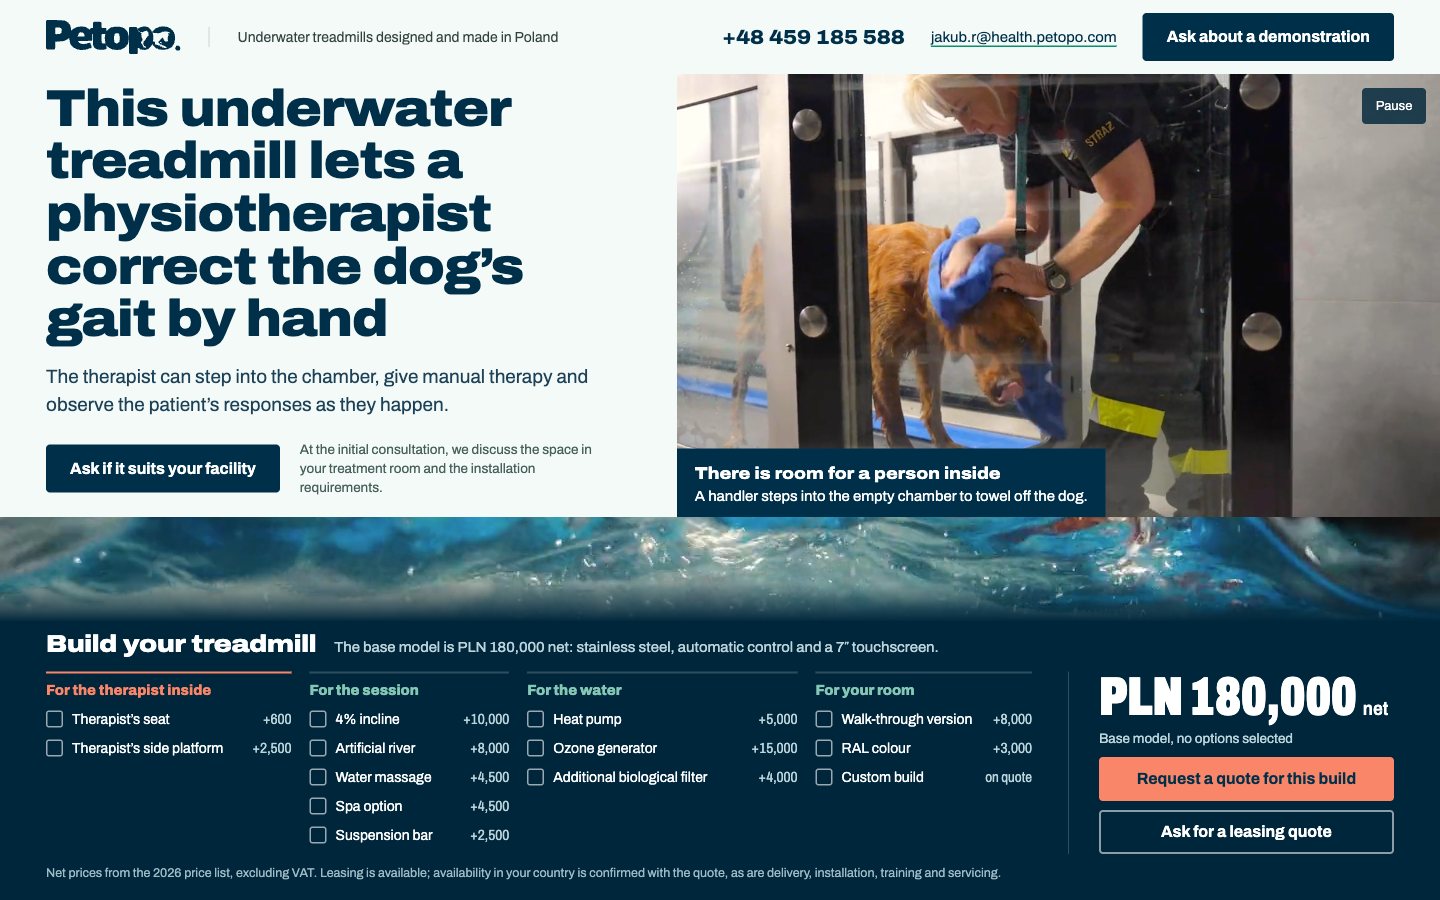 Petopo.
Underwater treadmills designed and made in Poland
+48 459 185 588
jakub.r@health.petopo.com
Ask about a demonstration
This underwater
treadmill lets a
physiotherapist
correct the dog’s
gait by hand
The therapist can step into the chamber, give manual therapy and
observe the patient’s responses as they happen.
Ask if it suits your facility
At the initial consultation, we discuss the space in
your treatment room and the installation
requirements.
Pause
STRAZ
There is room for a person inside
A handler steps into the empty chamber to towel off the dog.
Build your treadmill
The base model is PLN 180,000 net: stainless steel, automatic control and a 7″ touchscreen.
For the therapist inside
Therapist’s seat +600
Therapist’s side platform +2,500
For the session
4% incline +10,000
Artificial river +8,000
Water massage +4,500
Spa option +4,500
Suspension bar +2,500
For the water
Heat pump +5,000
Ozone generator +15,000
Additional biological filter +4,000
For your room
Walk-through version +8,000
RAL colour +3,000
Custom build on quote
PLN 180,000 net
Base model, no options selected
Request a quote for this build
Ask for a leasing quote
Net prices from the 2026 price list, excluding VAT. Leasing is available; availability in your country is confirmed with the quote, as are delivery, installation, training and servicing.